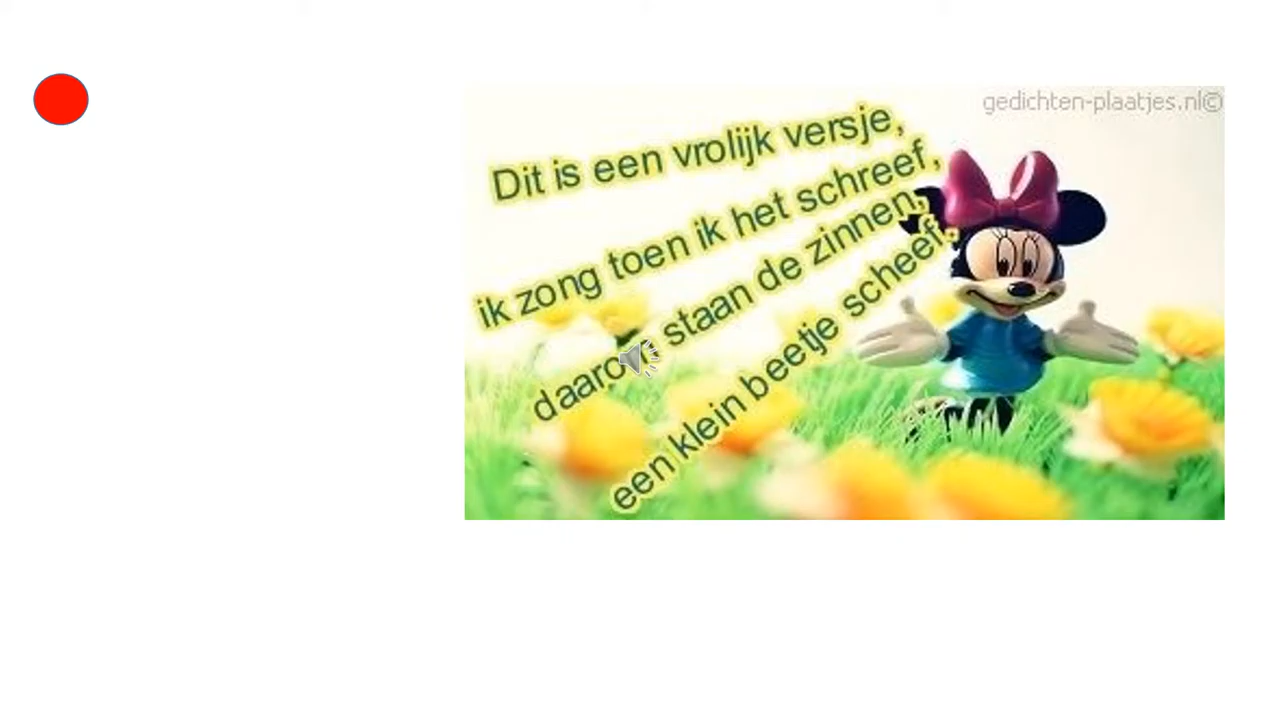 gedichten-plaatjes.nl©
Dit is een vrolijk versje,
ik zong toen ik het schreef,
daarom staan de zinnen,
een klein beetje scheef.